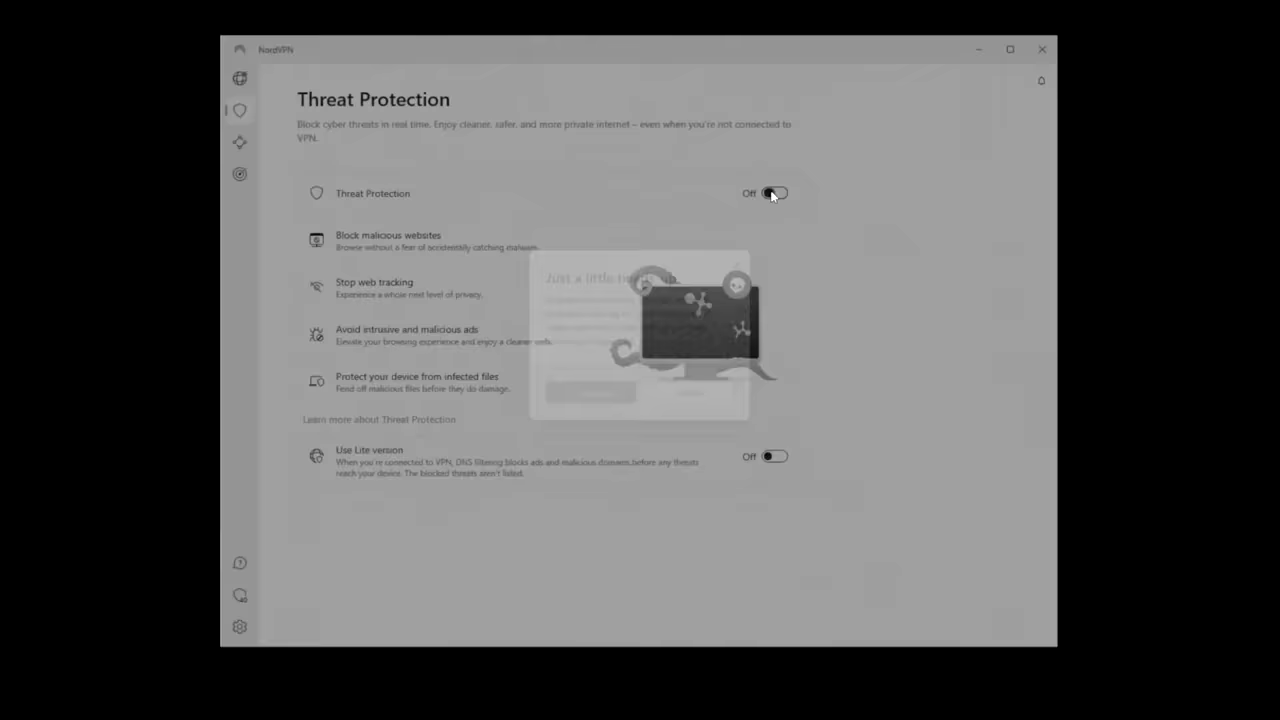 NordVPN
Threat Protection
Block cyber threats in real time. Enjoy cleaner, safer, and more private internet – even when you're not connected to
VPN.
Threat Protection
Off
Block malicious websites
Browse without a fear of accidentally catching malware.
Just a little
Stop web tracking
Experience a whole next level of privacy.
Avoid intrusive and malicious ads
Elevate your browsing experience and enjoy a cleaner web.
Protect your device from infected files
Fend off malicious files before they do damage.
Learn more about Threat Protection
Use Lite version
When you're connected to VPN, DNS filtering blocks ads and malicious domains before any threats
reach your device. The blocked threats aren't listed.
Off